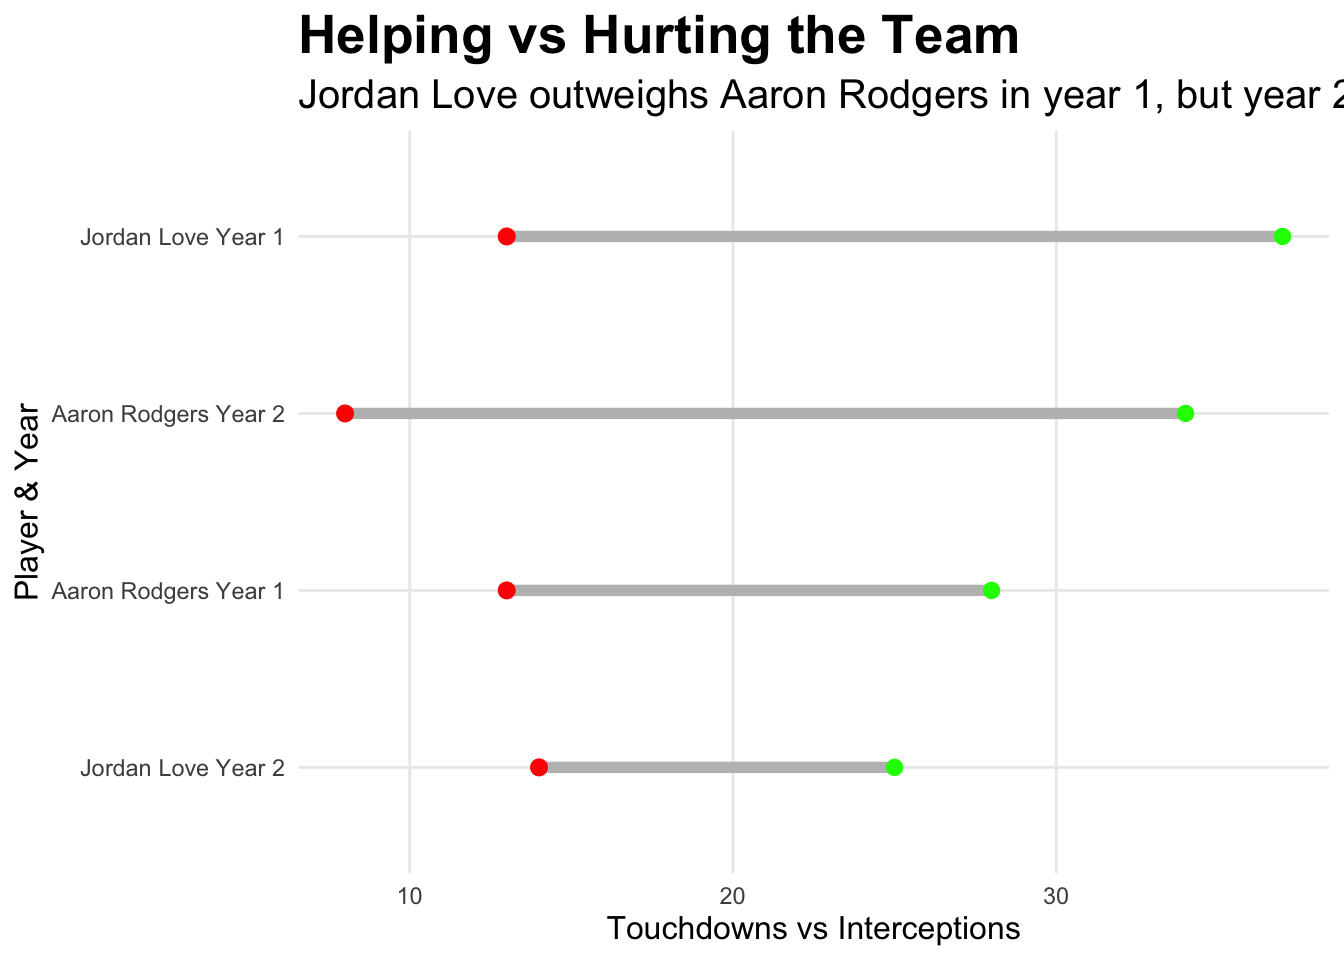 Helping vs Hurting the Team
Jordan Love outweighs Aaron Rodgers in year 1, but year 2
Jordan Love Year 1
Aaron Rodgers Year 2
Aaron Rodgers Year 1
Jordan Love Year 2
Player & Year
10 20 30
Touchdowns vs Interceptions